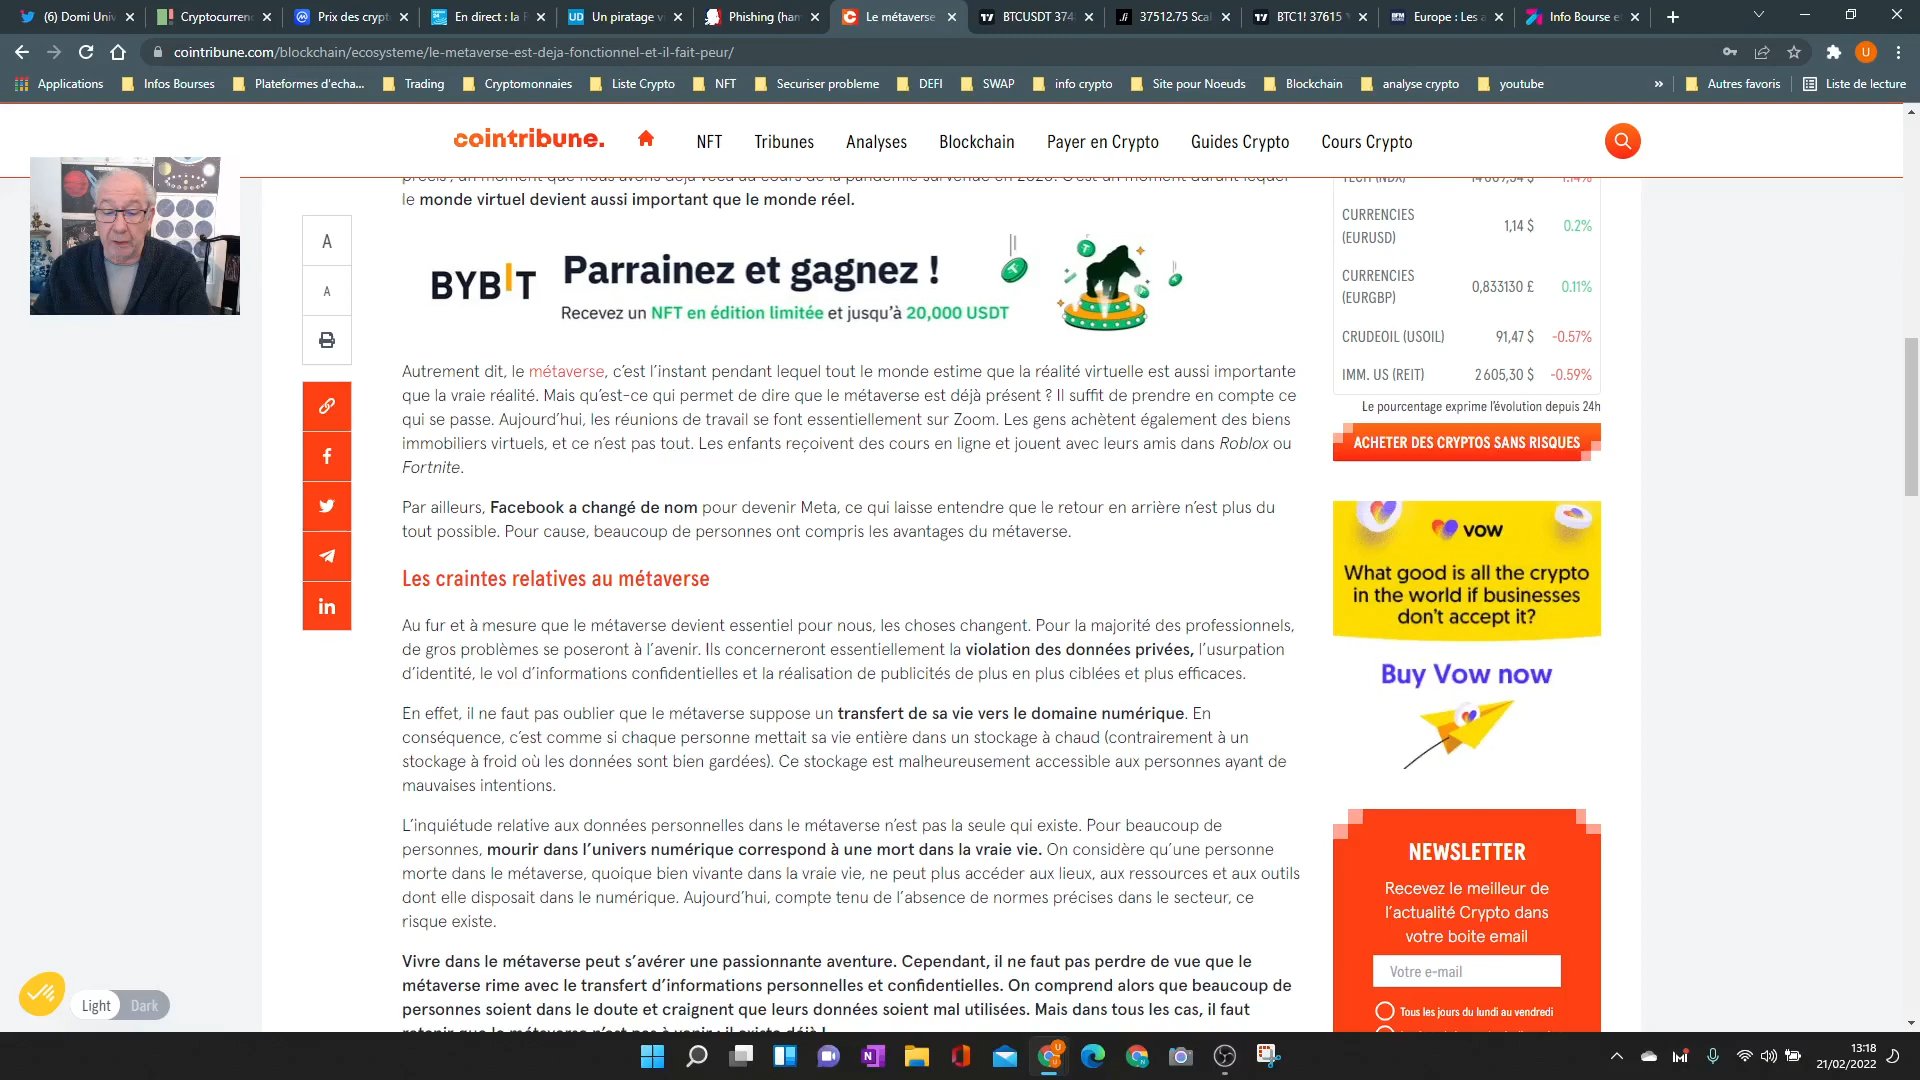 (6) Domi Univ
Cryptocurrenc
Prix des crypt
En direct : la
Un piratage v
Phishing (ham
Le métaverse
BTCUSDT 374
37512.75 Scal
BTC1! 37615
Europe : Les a
Info Bourse e
cointribune.com/blockchain/ecosysteme/le-metaverse-est-deja-fonctionnel-et-il-fait-peur/
Applications
Infos Bourses
Plateformes d'echa...
Trading
Cryptomonnaies
Liste Crypto
NFT
Securiser probleme
DEFI
SWAP
info crypto
Site pour Noeuds
Blockchain
analyse crypto
youtube
»
Autres favoris
Liste de lecture
cointribune.
NFT
Tribunes
Analyses
Blockchain
Payer en Crypto
Guides Crypto
Cours Crypto
le monde virtuel devient aussi important que le monde réel.
A
A
BYBIT
Parrainez et gagnez !
Recevez un NFT en édition limitée et jusqu'à 20,000 USDT
Autrement dit, le métaverse, c'est l'instant pendant lequel tout le monde estime que la réalité virtuelle est aussi importante
que la vraie réalité. Mais qu'est-ce qui permet de dire que le métaverse est déjà présent ? Il suffit de prendre en compte ce
qui se passe. Aujourd'hui, les réunions de travail se font essentiellement sur Zoom. Les gens achètent également des biens
immobiliers virtuels, et ce n'est pas tout. Les enfants reçoivent des cours en ligne et jouent avec leurs amis dans Roblox ou
Fortnite.
Par ailleurs, Facebook a changé de nom pour devenir Meta, ce qui laisse entendre que le retour en arrière n'est plus du
tout possible. Pour cause, beaucoup de personnes ont compris les avantages du métaverse.
Les craintes relatives au métaverse
Au fur et à mesure que le métaverse devient essentiel pour nous, les choses changent. Pour la majorité des professionnels,
de gros problèmes se poseront à l'avenir. Ils concerneront essentiellement la violation des données privées, l'usurpation
d'identité, le vol d'informations confidentielles et la réalisation de publicités de plus en plus ciblées et plus efficaces.
En effet, il ne faut pas oublier que le métaverse suppose un transfert de sa vie vers le domaine numérique. En
conséquence, c'est comme si chaque personne mettait sa vie entière dans un stockage à chaud (contrairement à un
stockage à froid où les données sont bien gardées). Ce stockage est malheureusement accessible aux personnes ayant de
mauvaises intentions.
L'inquiétude relative aux données personnelles dans le métaverse n'est pas la seule qui existe. Pour beaucoup de
personnes, mourir dans l'univers numérique correspond à une mort dans la vraie vie. On considère qu'une personne
morte dans le métaverse, quoique bien vivante dans la vraie vie, ne peut plus accéder aux lieux, aux ressources et aux outils
dont elle disposait dans le numérique. Aujourd'hui, compte tenu de l'absence de normes précises dans le secteur, ce
risque existe.
Vivre dans le métaverse peut s'avérer une passionnante aventure. Cependant, il ne faut pas perdre de vue que le
métaverse rime avec le transfert d'informations personnelles et confidentielles. On comprend alors que beaucoup de
personnes soient dans le doute et craignent que leurs données soient mal utilisées. Mais dans tous les cas, il faut
CURRENCIES
(EURUSD)
1,14 $
0.2%
CURRENCIES
(EURGBP)
0,833130 £
0.11%
CRUDEOIL (USOIL)
91,47 $
-0.57%
IMM. US (REIT)
2 605,30 $
-0.59%
Le pourcentage exprime l'évolution depuis 24h
ACHETER DES CRYPTOS SANS RISQUES
vow
What good is all the crypto
in the world if businesses
don't accept it?
Buy Vow now
NEWSLETTER
Recevez le meilleur de
l'actualité Crypto dans
votre boite email
Votre e-mail
Tous les jours du lundi au vendredi
Light
Dark
13:18
21/02/2022